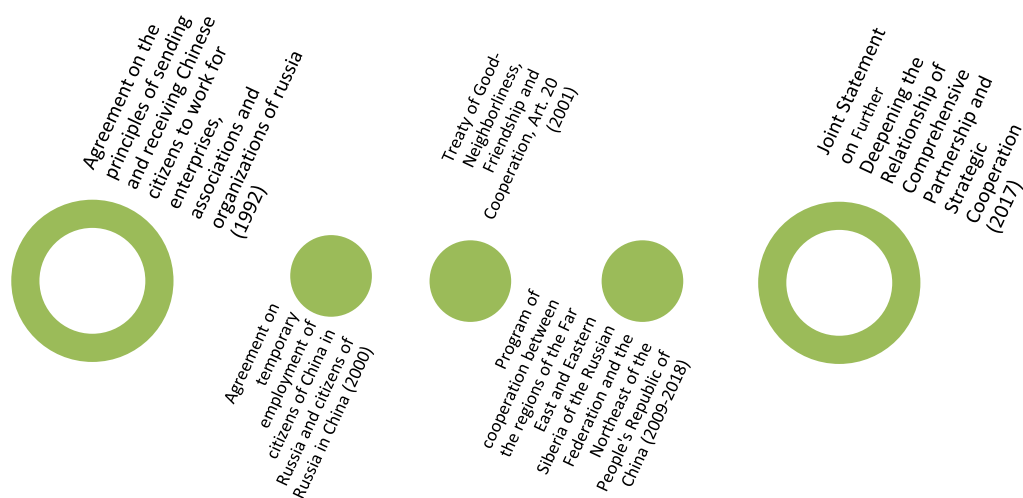 Agreement on the
principles of sending
and receiving Chinese
citizens to work for
enterprises,
associations and
organizations of russia
(1992)
Agreement on
temporary
employment of
citizens of China in
Russia and citizens of
Russia in China (2000)
Treaty of Good-
Neighborliness,
Friendship and
Cooperation, Art. 20
(2001)
Program of
cooperation between
the regions of the Far
East and Eastern
Siberia of the Russian
Federation and the
Northeast of the
People's Republic of
China (2009-2018)
Joint Statement
on Further
Deepening the
Relationship of
Comprehensive
Partnership and
Strategic
Cooperation
(2017)